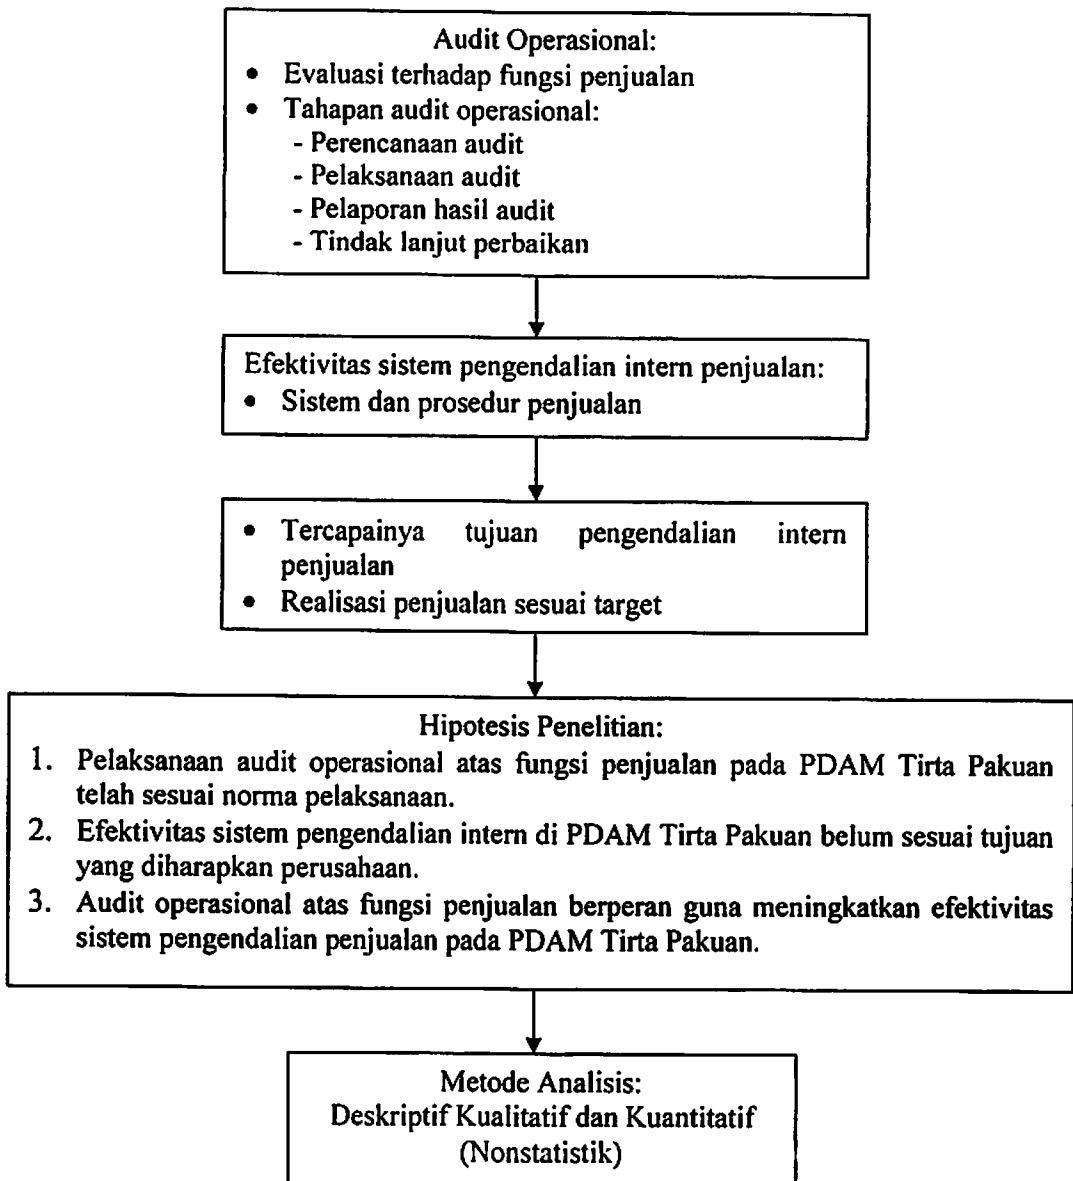 Audit Operasional:
• Evaluasi terhadap fungsi penjualan
• Tahapan audit operasional:
- Perencanaan audit
- Pelaksanaan audit
- Pelaporan hasil audit
- Tindak lanjut perbaikan
Efektivitas sistem pengendalian intern penjualan:
• Sistem dan prosedur penjualan
• Tercapainya tujuan pengendalian intern
penjualan
• Realisasi penjualan sesuai target
Hipotesis Penelitian:
1. Pelaksanaan audit operasional atas fungsi penjualan pada PDAM Tirta Pakuan
telah sesuai norma pelaksanaan.
2. Efektivitas sistem pengendalian intern di PDAM Tirta Pakuan belum sesuai tujuan
yang diharapkan perusahaan.
3. Audit operasional atas fungsi penjualan berperan guna meningkatkan efektivitas
sistem pengendalian penjualan pada PDAM Tirta Pakuan.
Metode Analisis:
Deskriptif Kualitatif dan Kuantitatif
(Nonstatistik)